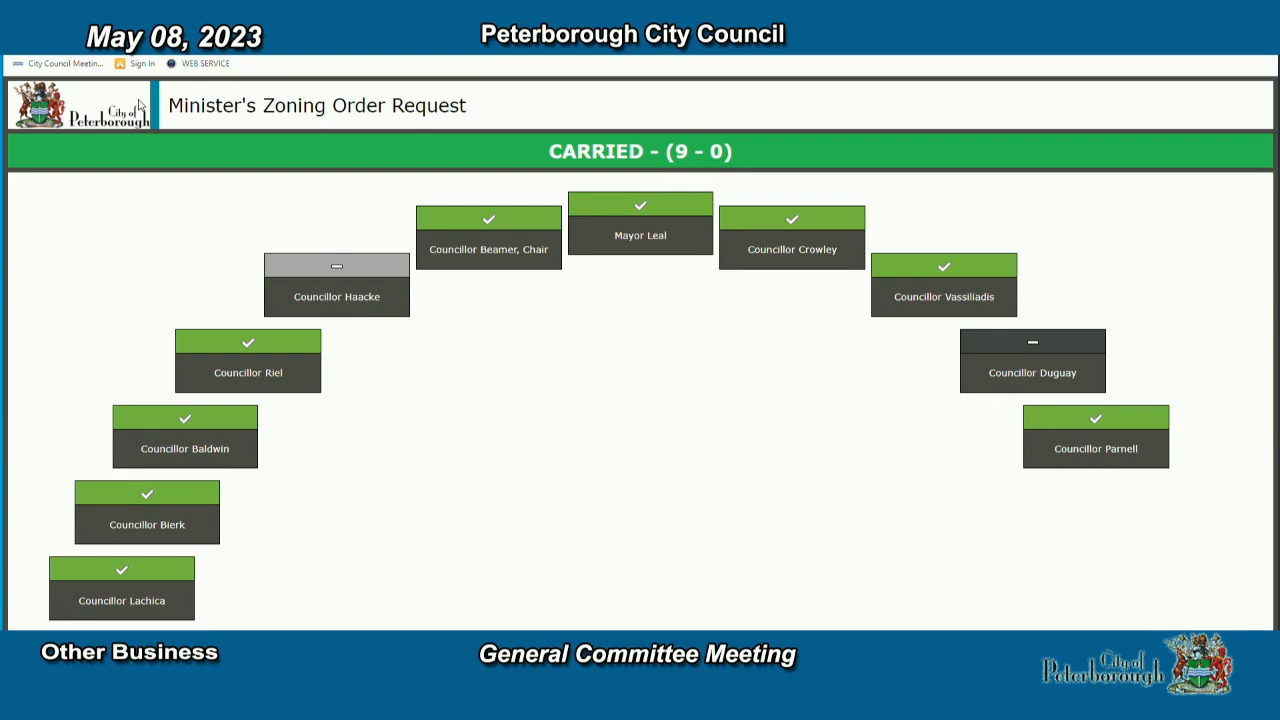 May 08, 2023
Peterborough City Council
City Council Meetin... Sign In WEB SERVICE
City of
Peterborough
Minister's Zoning Order Request
CARRIED - (9 - 0)
Mayor Leal
Councillor Beamer, Chair
Councillor Crowley
Councillor Haacke
Councillor Vassiliadis
Councillor Riel
Councillor Duguay
Councillor Baldwin
Councillor Parnell
Councillor Bierk
Councillor Lachica
Other Business
General Committee Meeting
City of
Peterborough